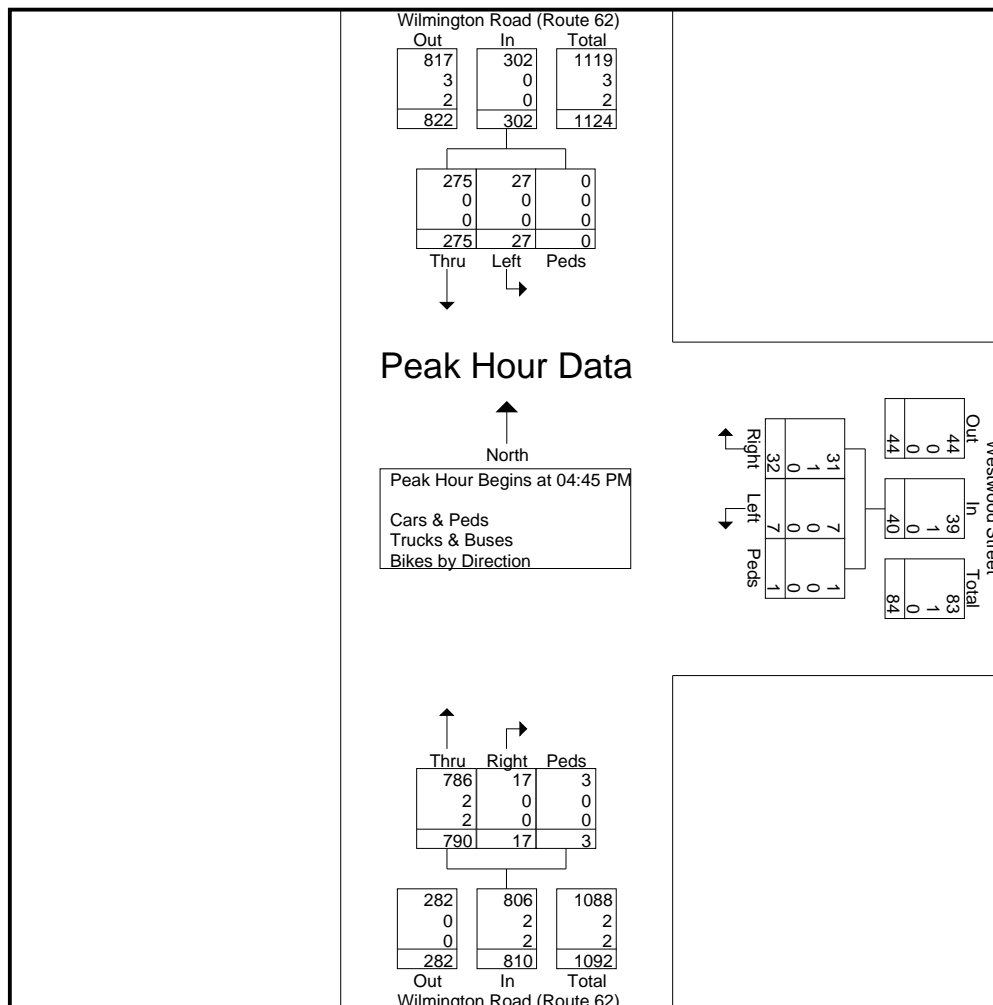 Wilmington Road (Route 62)
Out In Total
817 302 1119
3 0 3
2 0 2
822 302 1124
275 27 0
0 0 0
0 0 0
275 27 0
Thru Left Peds
Peak Hour Data
North
Peak Hour Begins at 04:45 PM
Cars & Peds
Trucks & Buses
Bikes by Direction
Westwood Street
Out In Total
44 39 83
0 1 1
0 0 0
44 40 84
31 7 1
1 0 0
0 0 0
32 7 1
Right Left Peds
Thru Right Peds
786 17 3
2 0 0
2 0 0
790 17 3
282 806 1088
0 2 2
0 2 2
282 810 1092
Out In Total
Wilmington Road (Route 62)